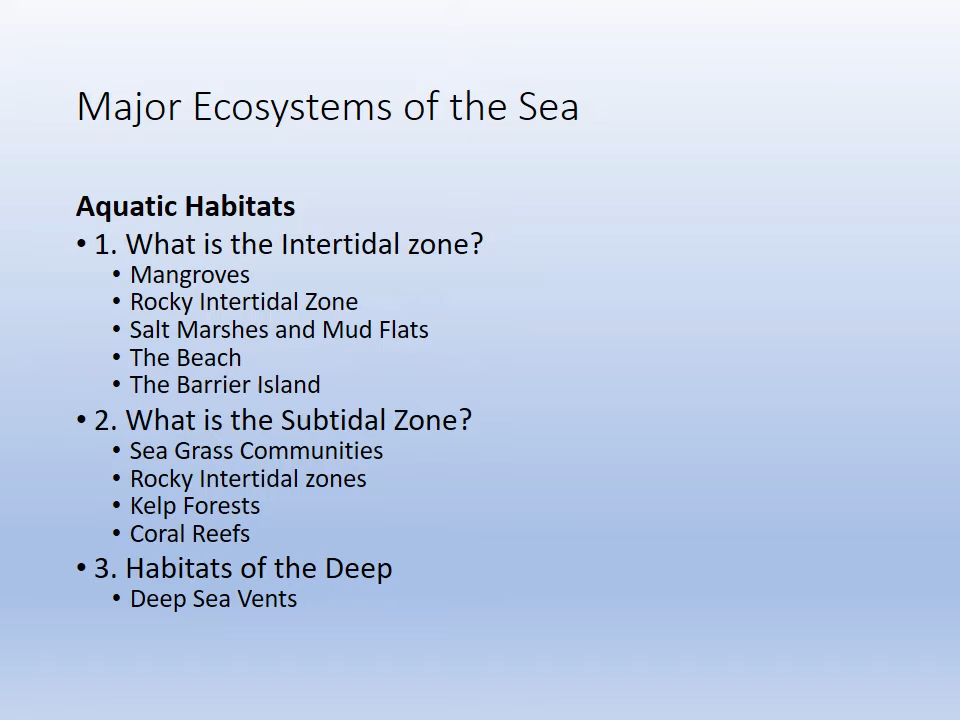 Major Ecosystems of the Sea
Aquatic Habitats
• 1. What is the Intertidal zone?
• Mangroves
• Rocky Intertidal Zone
• Salt Marshes and Mud Flats
• The Beach
• The Barrier Island
• 2. What is the Subtidal Zone?
• Sea Grass Communities
• Rocky Intertidal zones
• Kelp Forests
• Coral Reefs
• 3. Habitats of the Deep
• Deep Sea Vents